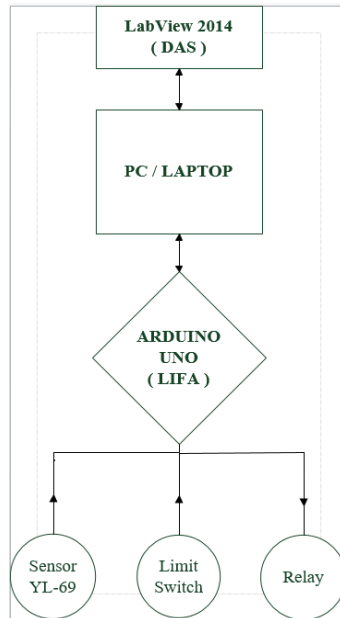 LabView 2014
( DAS )
PC / LAPTOP
ARDUINO
UNO
( LIFA )
Sensor
YL-69
Limit
Switch
Relay